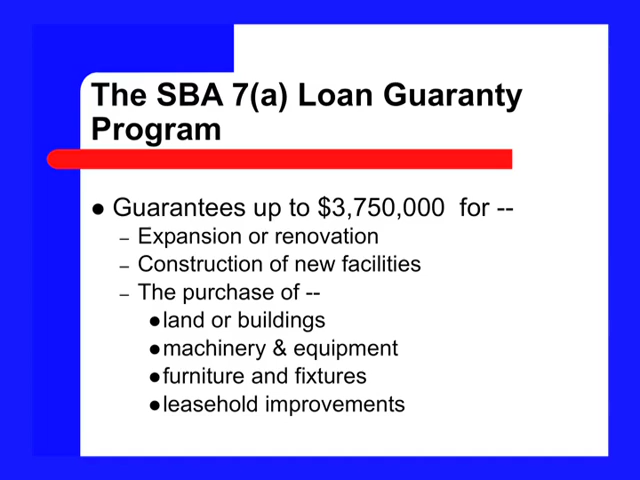 The SBA 7(a) Loan Guaranty
Program
● Guarantees up to $3,750,000 for --
– Expansion or renovation
– Construction of new facilities
– The purchase of --
●land or buildings
●machinery & equipment
●furniture and fixtures
●leasehold improvements